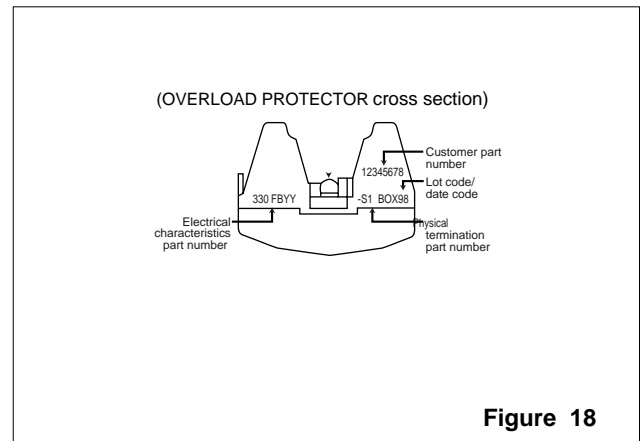 (OVERLOAD PROTECTOR cross section)
Customer part
number
12345678
Lot code/
date code
330 FBYY
-S1 BOX98
Electrical
characteristics
part number
Physical
termination
part number
Figure 18